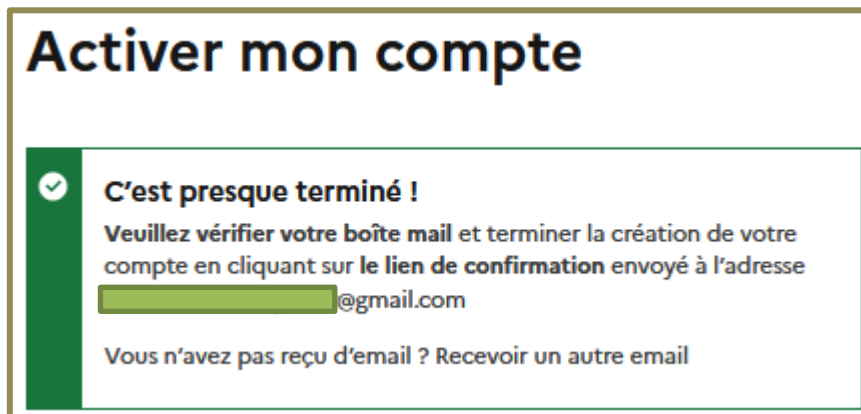 Activer mon compte
C'est presque terminé !
Veuillez vérifier votre boîte mail et terminer la création de votre
compte en cliquant sur le lien de confirmation envoyé à l'adresse
@gmail.com
Vous n'avez pas reçu d'email ? Recevoir un autre email